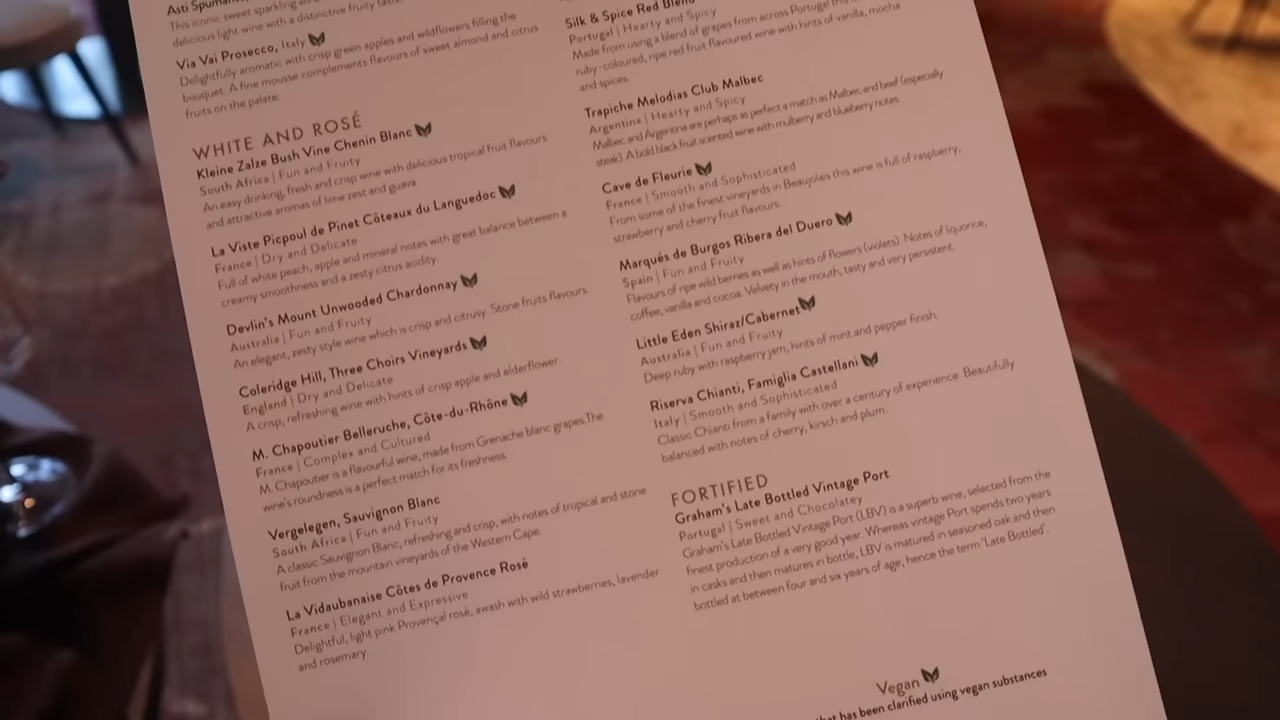 Asti Spuman
This iconic sweet sparkling win
delicious light wine with a distinctive fruity taste
Via Vai Prosecco, Italy
Delightfully aromatic with crisp green apples and wildflowers filling the
bouquet. A fine mousse complements flavours of sweet almond and citrus
fruits on the palate.
WHITE AND ROSÉ
Kleine Zalze Bush Vine Chenin Blanc
South Africa | Fun and Fruity
An easy drinking, fresh and crisp wine with delicious tropical fruit flavours
and attractive aromas of lime zest and guava
La Viste Picpoul de Pinet Côteaux du Languedoc
France | Dry and Delicate
Full of white peach, apple and mineral notes with great balance between a
creamy smoothness and a zesty citrus acidity.
Devlin's Mount Unwooded Chardonnay
Australia | Fun and Fruity
An elegant, zesty style wine which is crisp and citrusy. Stone fruits flavours.
Coleridge Hill, Three Choirs Vineyards
England | Dry and Delicate
A crisp, refreshing wine with hints of crisp apple and elderflower.
M. Chapoutier Belleruche, Côte-du-Rhône
France | Complex and Cultured
M. Chapoutier is a flavourful wine, made from Grenache blanc grapes.The
wine's roundness is a perfect match for its freshness.
Vergelegen, Sauvignon Blanc
South Africa | Fun and Fruity
A classic Sauvignon Blanc, refreshing and crisp, with notes of tropical and stone
fruit from the mountain vineyards of the Western Cape.
La Vidaubanaise Côtes de Provence Rosé
France | Elegant and Expressive
Delightful, light pink Provençal rosé, awash with wild strawberries, lavender
and rosemary.
Silk & Spice Red Blend
Portugal | Hearty and Spicy
Made from using a blend of grapes from across Portugal this
ruby-coloured, ripe red fruit flavoured wine with hints of vanilla, mocha
and spices.
Trapiche Melodias Club Malbec
Argentina | Hearty and Spicy
Malbec and Argentina are perhaps as perfect a match as Malbec and beef (especially
steak). A bold black fruit scented wine with mulberry and blueberry notes.
Cave de Fleurie
France | Smooth and Sophisticated
From some of the finest vineyards in Beaujolais this wine is full of raspberry,
strawberry and cherry fruit flavours.
Marqués de Burgos Ribera del Duero
Spain | Fun and Fruity
Flavours of ripe wild berries as well as hints of flowers (violets). Notes of liquorice,
coffee, vanilla and cocoa. Velvety in the mouth, tasty and very persistent.
Little Eden Shiraz/Cabernet
Australia | Fun and Fruity
Deep ruby with raspberry jam, hints of mint and pepper finish.
Riserva Chianti, Famiglia Castellani
Italy | Smooth and Sophisticated
Classic Chianti from a family with over a century of experience. Beautifully
balanced with notes of cherry, kirsch and plum.
FORTIFIED
Graham's Late Bottled Vintage Port
Portugal | Sweet and Chocolatey
Graham's Late Bottled Vintage Port (LBV) is a superb wine, selected from the
finest production of a very good year. Whereas vintage Port spends two years
in casks and then matures in bottle, LBV is matured in seasoned oak and then
bottled at between four and six years of age; hence the term 'Late Bottled'.
Vegan
that has been clarified using vegan substances